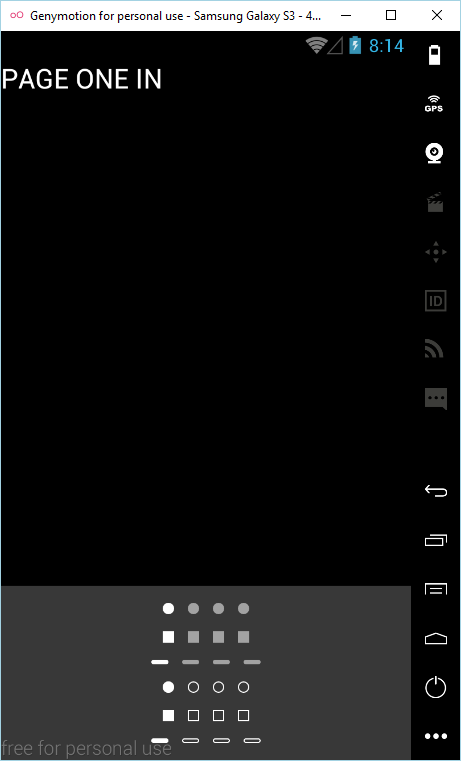 Genymotion for personal use - Samsung Galaxy S3 - 4...
8:14
PAGE ONE IN
GPS
ID
free for personal use